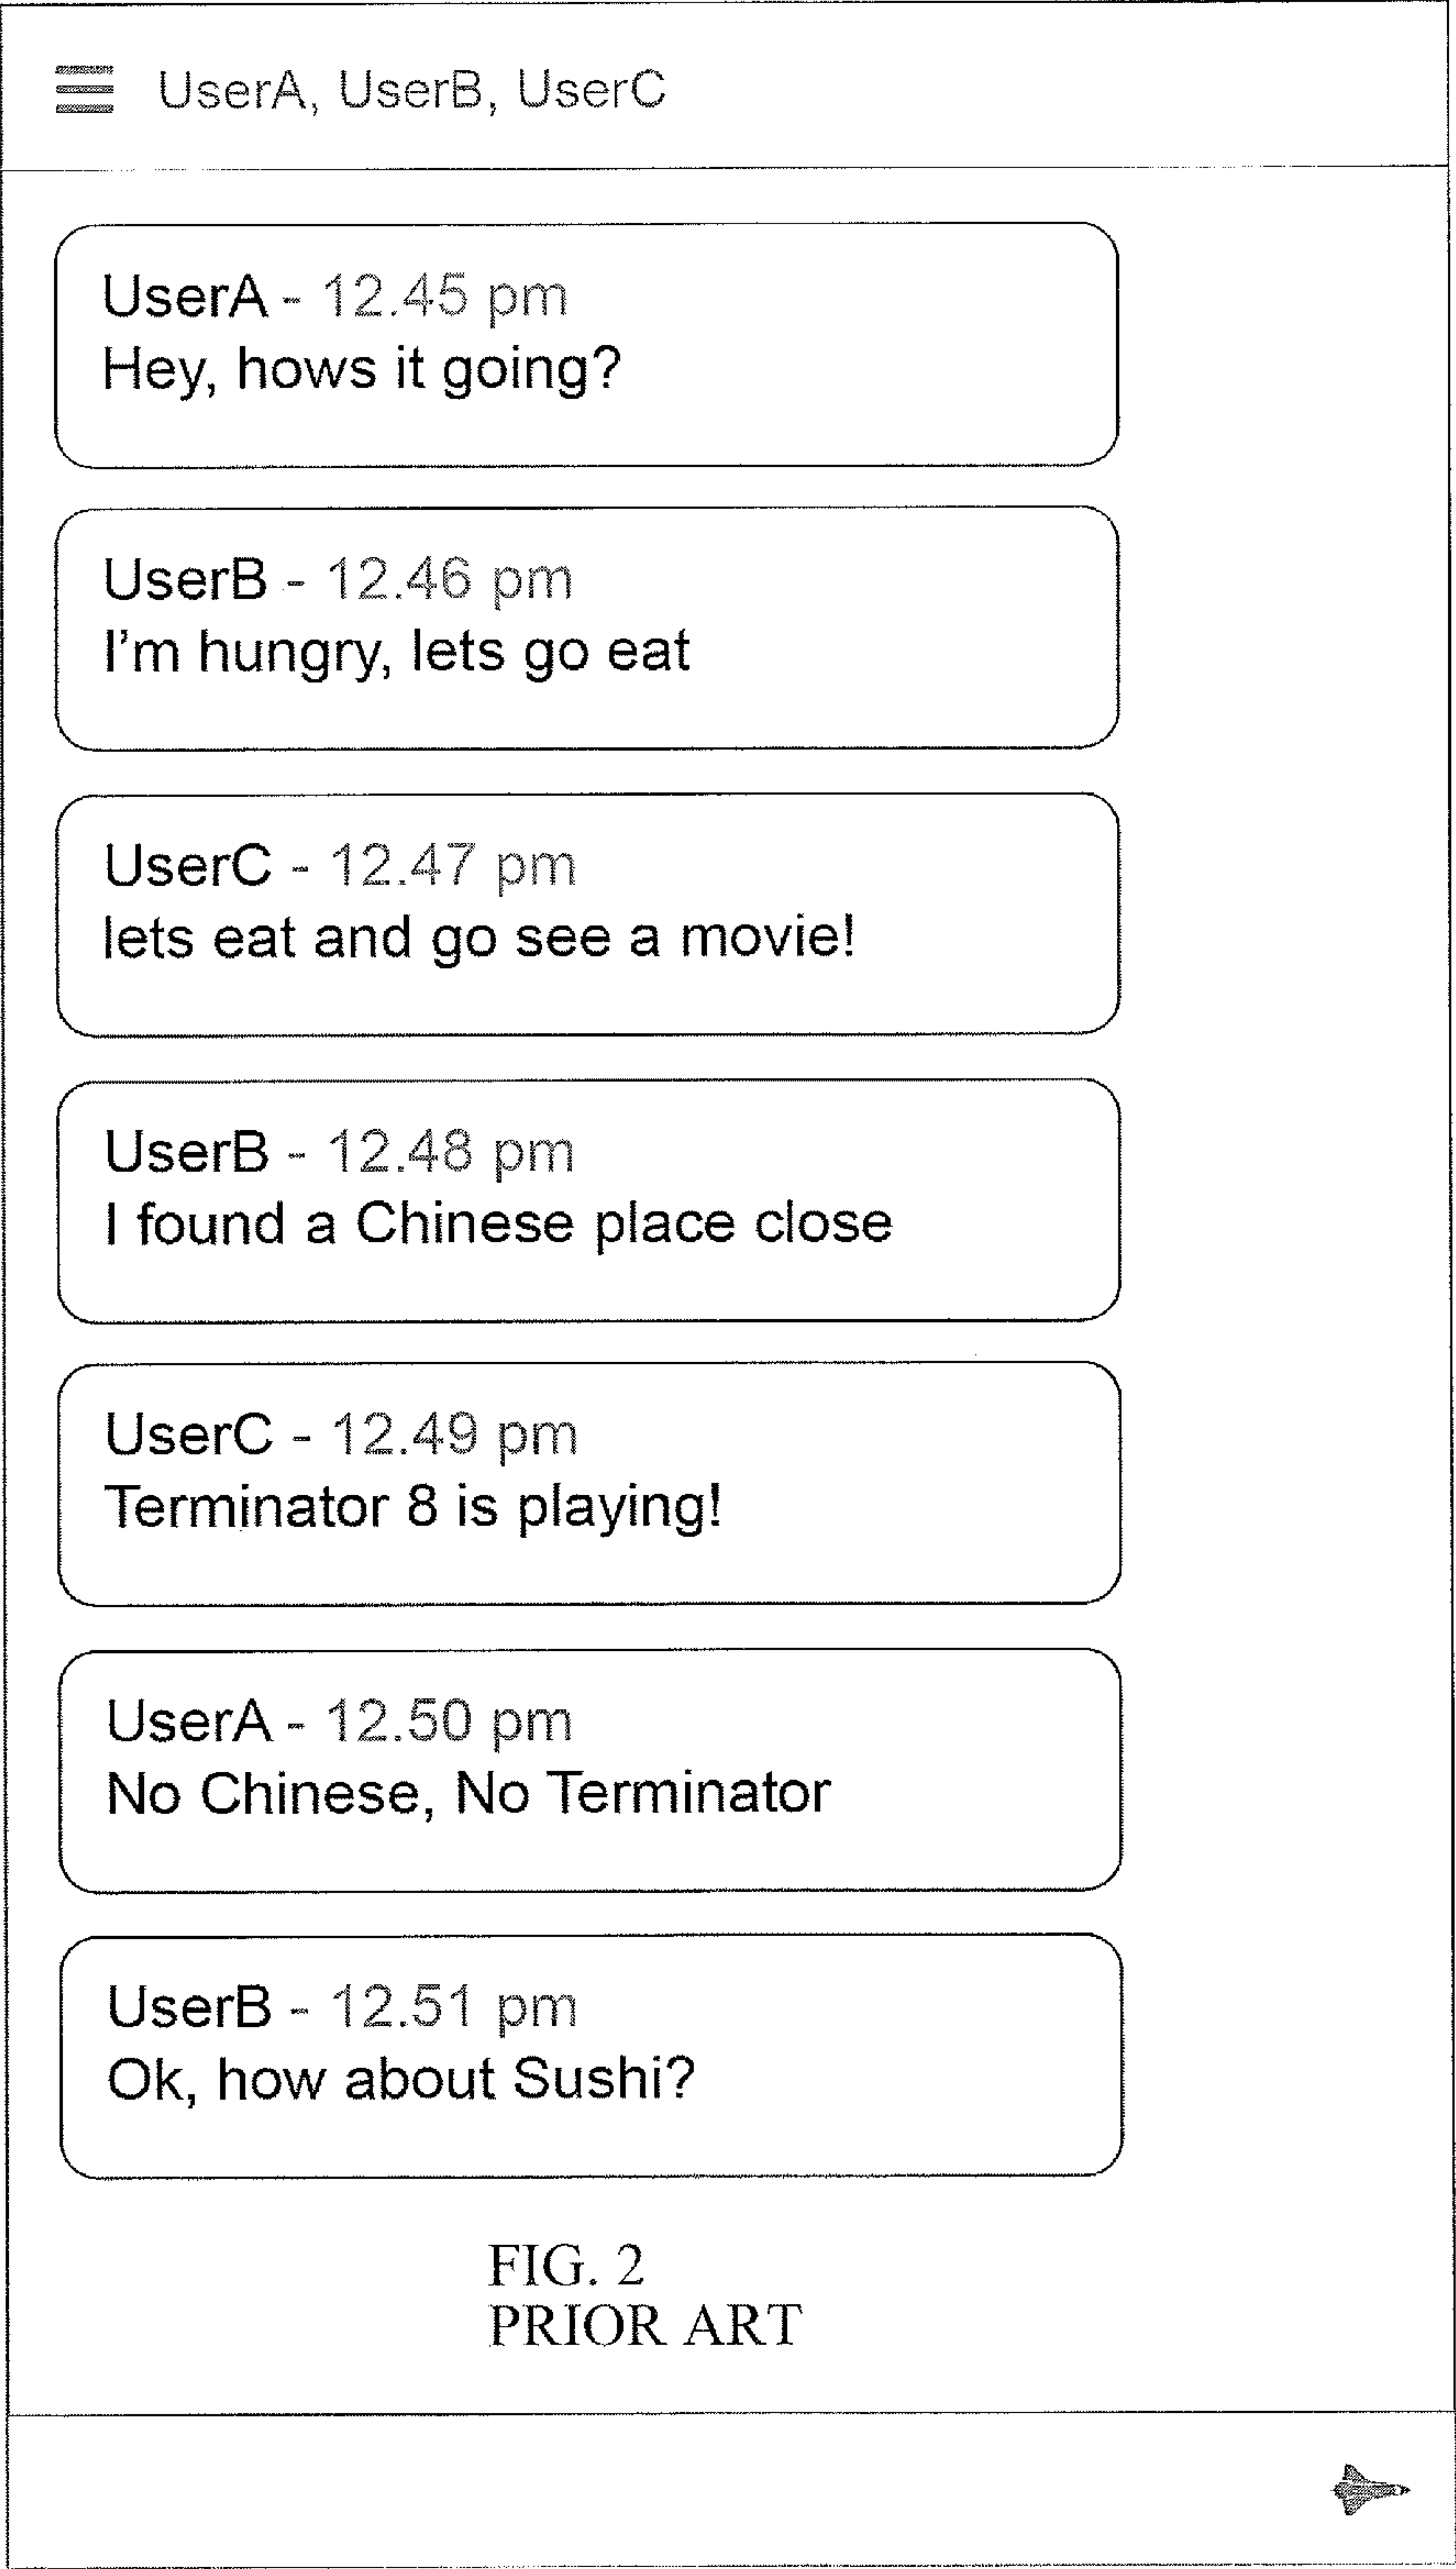 UserA, UserB, UserC
UserA - 12.45 pm
Hey, hows it going?
UserB - 12.46 pm
I'm hungry, lets go eat
UserC - 12.47 pm
lets eat and go see a movie!
UserB - 12.48 pm
I found a Chinese place close
UserC - 12.49 pm
Terminator 8 is playing!
UserA - 12.50 pm
No Chinese, No Terminator
UserB - 12.51 pm
Ok, how about Sushi?
FIG. 2
PRIOR ART